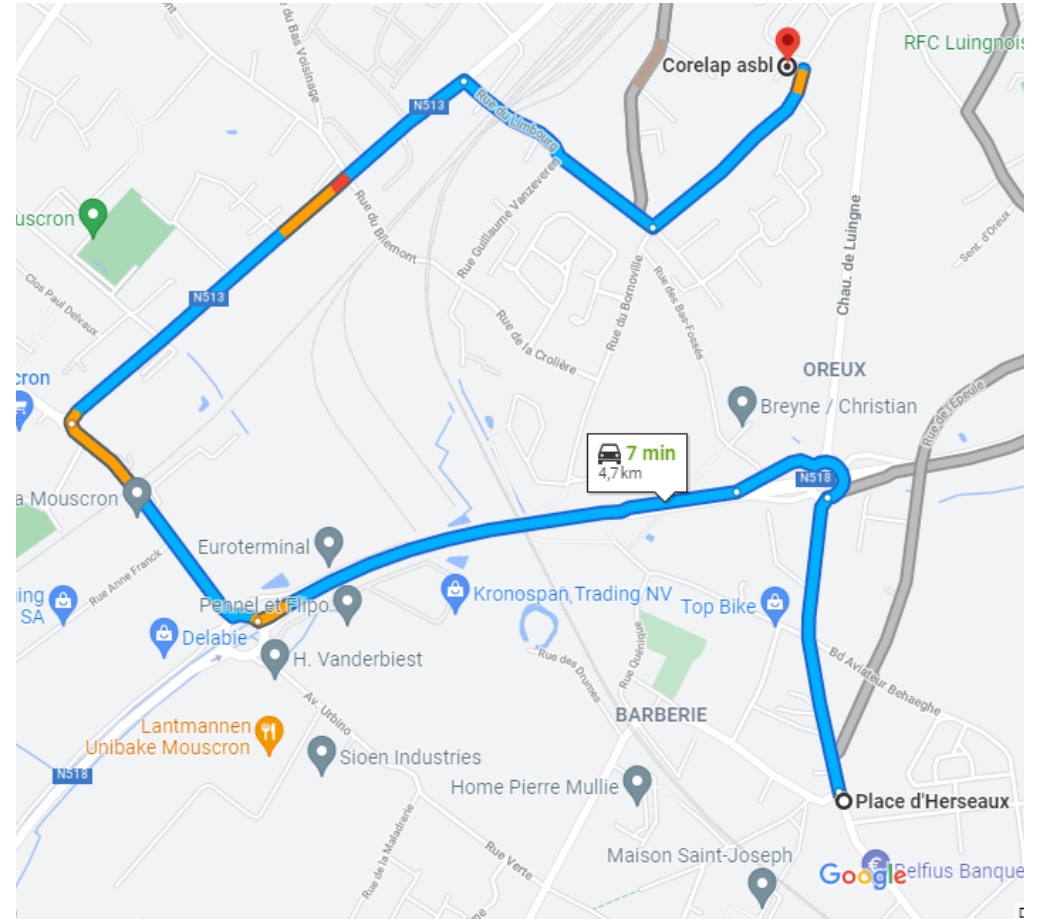 Rue du Bas Voisinage
RFC Luingnois
Corelap asbl
N513
Rue du Limbourg
Rue Guillaume Vanzeveren
uscron
Rue du Bilemont
Sent. d'Oreux
Chau. de Luingne
Clos Paul Delvaux
N513
Rue du Bornoville
Rue des Bas-Fossés
Rue de la Crolière
OREUX
cron
Breyne / Christian
Rue de l'Epeule
7 min
4,7 km
N518
a Mouscron
Euroterminal
Rue Anne Franck
ging
SA
Pennel et Flipo
Kronospan Trading NV
Top Bike
Delabie
H. Vanderbiest
Rue des Drumes
Bd Aviateur Behaeghe
Av. Urbino
BARBERIE
Lantmannen
Unibake Mouscron
Sioen Industries
N518
Home Pierre Mullie
Place d'Herseaux
Rue de la Maladrerie
Rue Verte
Maison Saint-Joseph
Google
Belfius Banque